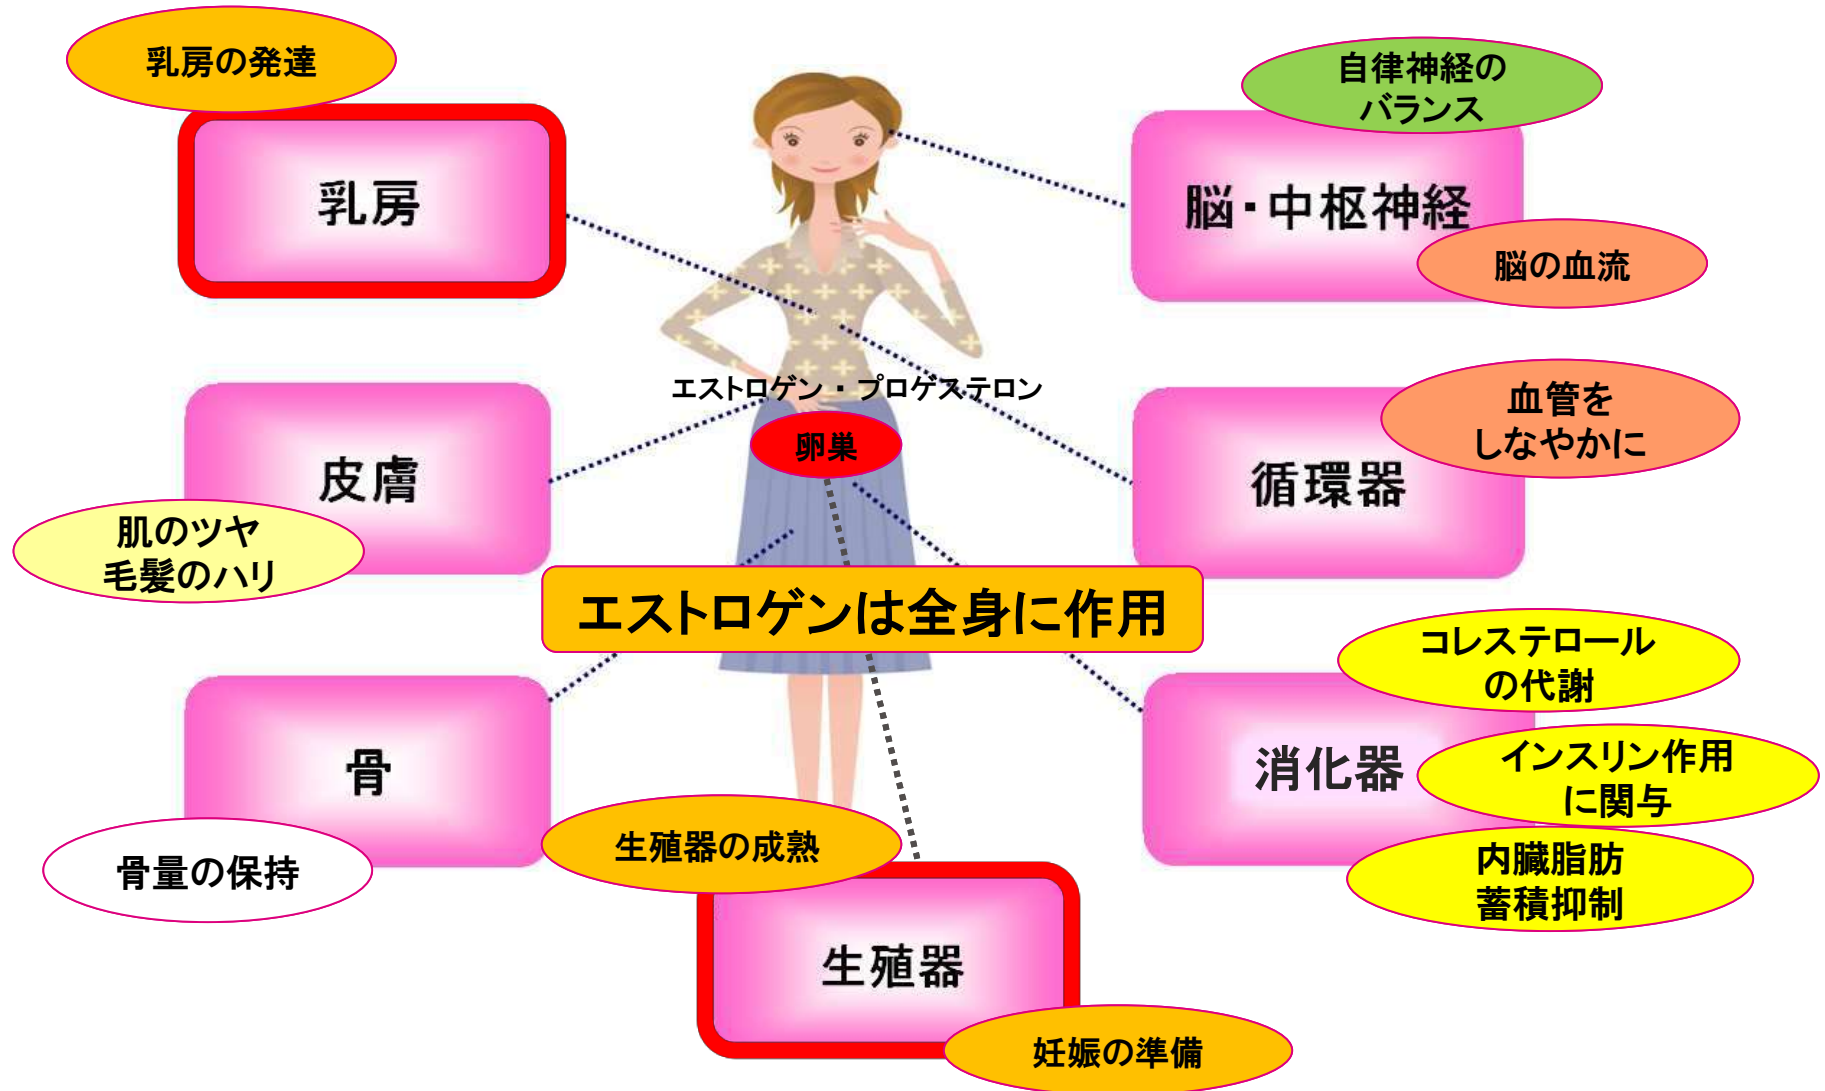 乳房の発達
乳房
自律神経の
バランス
脳・中枢神経
脳の血流
エストロゲン・プロゲステロン
卵巣
皮膚
肌のツヤ
毛髪のハリ
血管を
しなやかに
循環器
エストロゲンは全身に作用
骨
骨量の保持
コレステロール
の代謝
消化器
インスリン作用
に関与
内臓脂肪
蓄積抑制
生殖器の成熟
生殖器
妊娠の準備